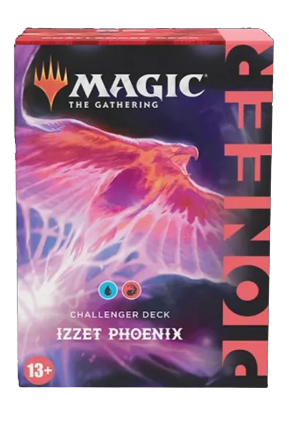 MAGIC
THE GATHERING
PIONEER
CHALLENGER DECK
IZZET PHOENIX
13+